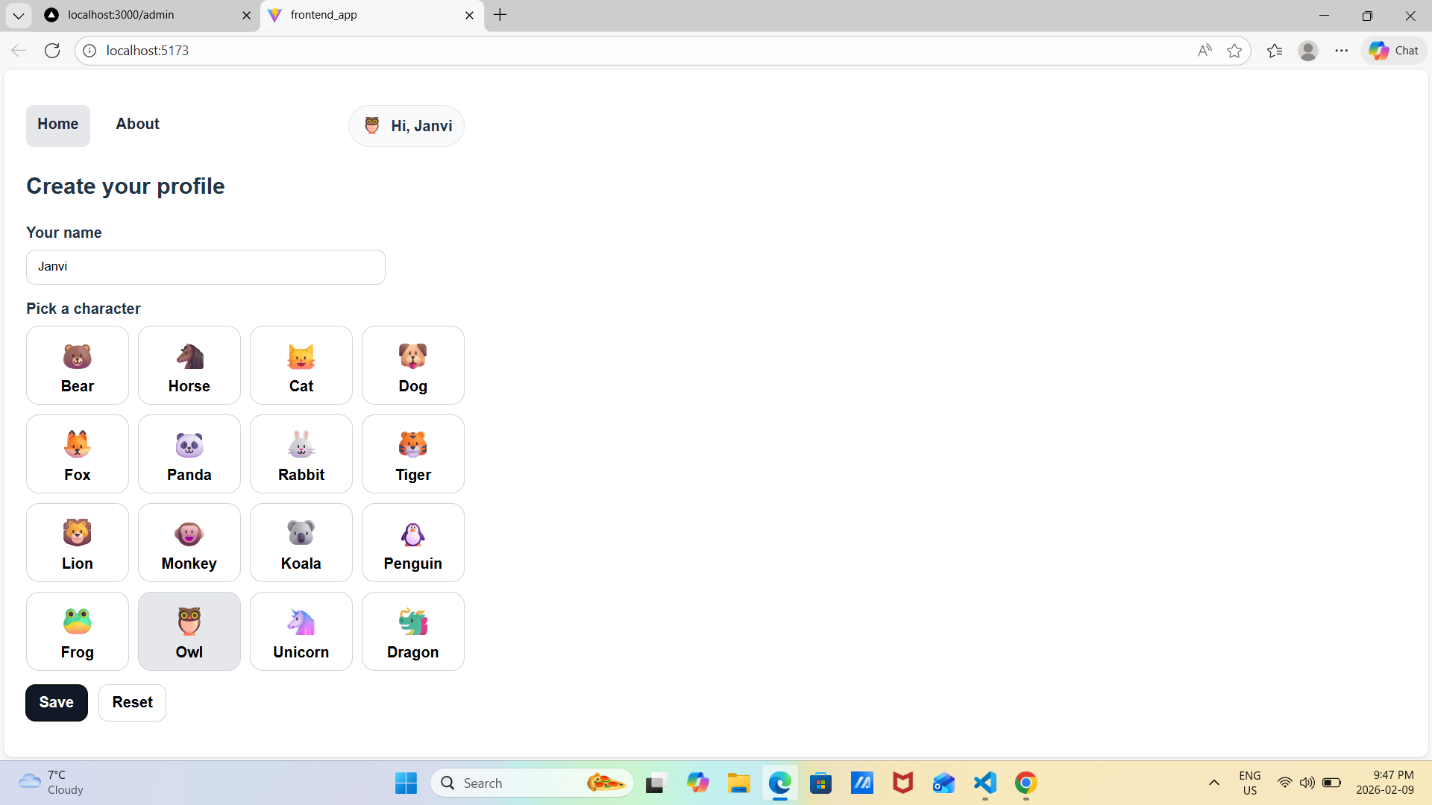 localhost:3000/admin
frontend_app
localhost:5173
Chat
Home
About
Hi, Janvi
Create your profile
Your name
Janvi
Pick a character
Bear
Horse
Cat
Dog
Fox
Panda
Rabbit
Tiger
Lion
Monkey
Koala
Penguin
Frog
Owl
Unicorn
Dragon
Save
Reset
7°C
Cloudy
Search
ENG
US
9:47 PM
2026-02-09